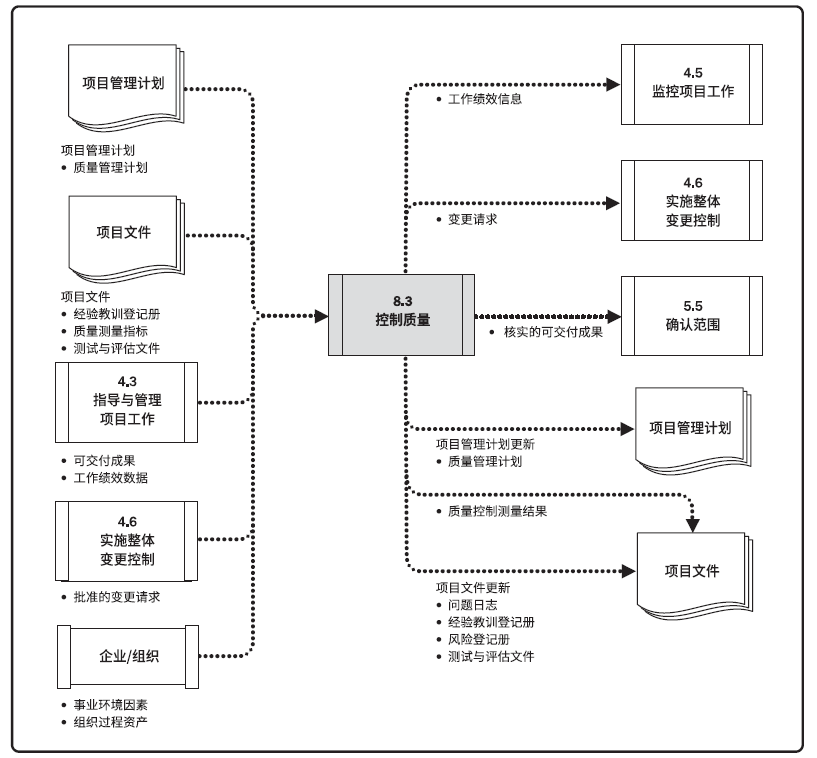 项目管理计划
项目管理计划
● 质量管理计划
项目文件
项目文件
● 经验教训登记册
● 质量测量指标
● 测试与评估文件
4.3
指导与管理
项目工作
● 可交付成果
● 工作绩效数据
4.6
实施整体
变更控制
● 批准的变更请求
企业/组织
● 事业环境因素
● 组织过程资产
8.3
控制质量
● 工作绩效信息
4.5
监控项目工作
● 变更请求
4.6
实施整体
变更控制
● 核实的可交付成果
5.5
确认范围
项目管理计划更新
● 质量管理计划
项目管理计划
● 质量控制测量结果
项目文件
项目文件更新
● 问题日志
● 经验教训登记册
● 风险登记册
● 测试与评估文件